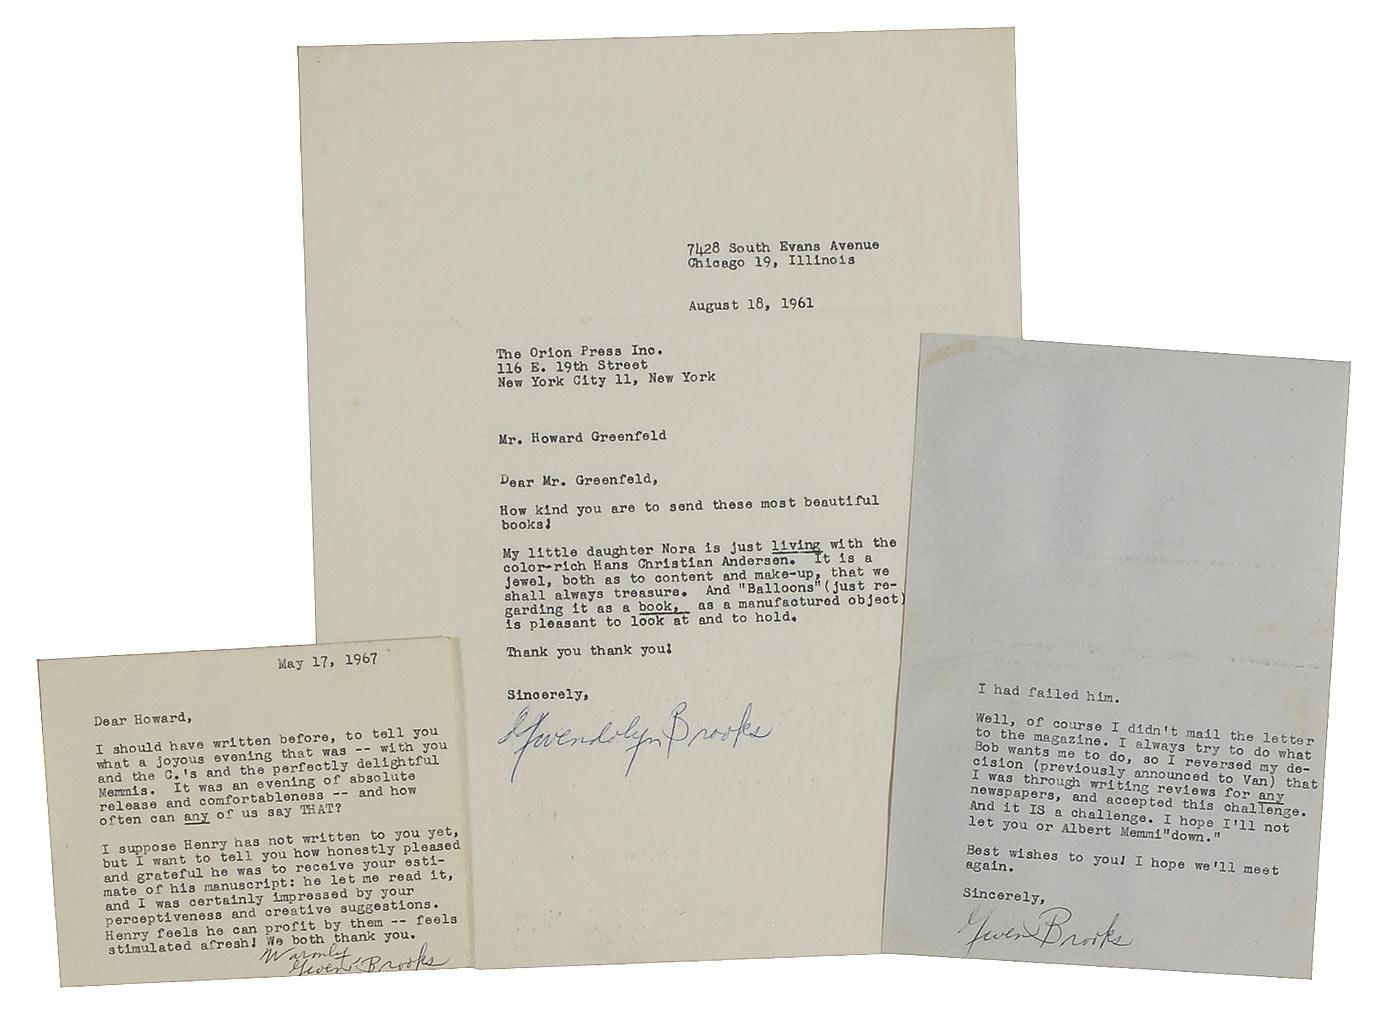 7428 South Evans Avenue
Chicago 19, Illinois
August 18, 1961
The Orion Press Inc.
116 E. 19th Street
New York City 11, New York
Mr. Howard Greenfeld
Dear Mr. Greenfeld,
How kind you are to send these most beautiful
books!
My little daughter Nora is just living with the
color-rich Hans Christian Andersen.  It is a
jewel, both as to content and make-up, that we
shall always treasure.  And "Balloons" (just re-
garding it as a book,  as a manufactured object)
is pleasant to look at and to hold.
Thank you thank you!
Sincerely,
Gwendolyn Brooks
May 17, 1967
Dear Howard,
I should have written before, to tell you
what a joyous evening that was -- with you
and the C.'s and the perfectly delightful
Memmis.  It was an evening of absolute
release and comfortableness -- and how
often can any of us say THAT?
I suppose Henry has not written to you yet,
but I want to tell you how honestly pleased
and grateful he was to receive your esti-
mate of his manuscript: he let me read it,
and I was certainly impressed by your
perceptiveness and creative suggestions.
Henry feels he can profit by them -- feels
stimulated afresh! We both thank you.
Warmly
Gwen Brooks
I had failed him.
Well, of course I didn't mail the letter
to the magazine. I always try to do what
Bob wants me to do, so I reversed my de-
cision (previously announced to Van) that
I was through writing reviews for any
newspapers, and accepted this challenge.
And it IS a challenge. I hope I'll not
let you or Albert Memmi"down."
Best wishes to you! I hope we'll meet
again.
Sincerely,
Gwen Brooks